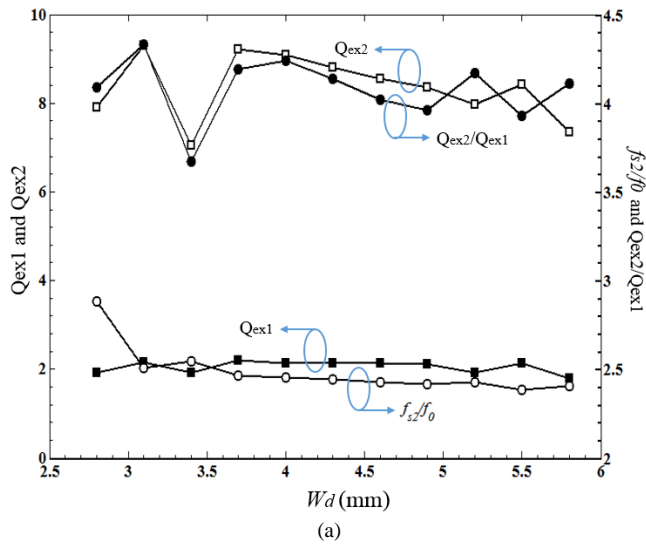 10
8
6
4
2
0
Qex1 and Qex2
4.5
4
3.5
3
2.5
2
fs2/f0 and Qex2/Qex1
Qex2
Qex2/Qex1
Qex1
fs2/f0
2.5 3 3.5 4 4.5 5 5.5 6
Wd (mm)
(a)